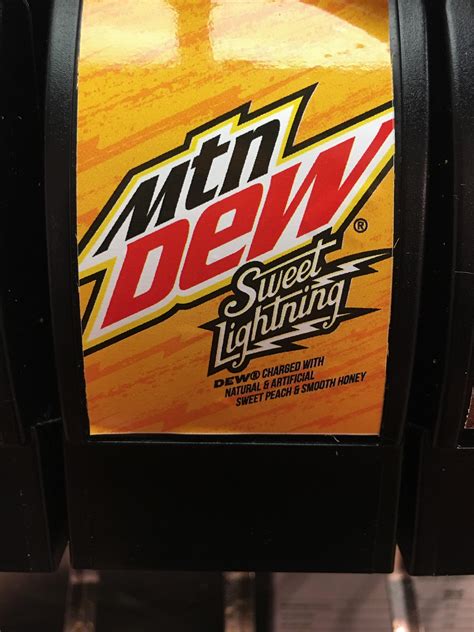 mtn
DEW®
Sweet
Lightning
DEW® CHARGED WITH
NATURAL & ARTIFICIAL
SWEET PEACH & SMOOTH HONEY